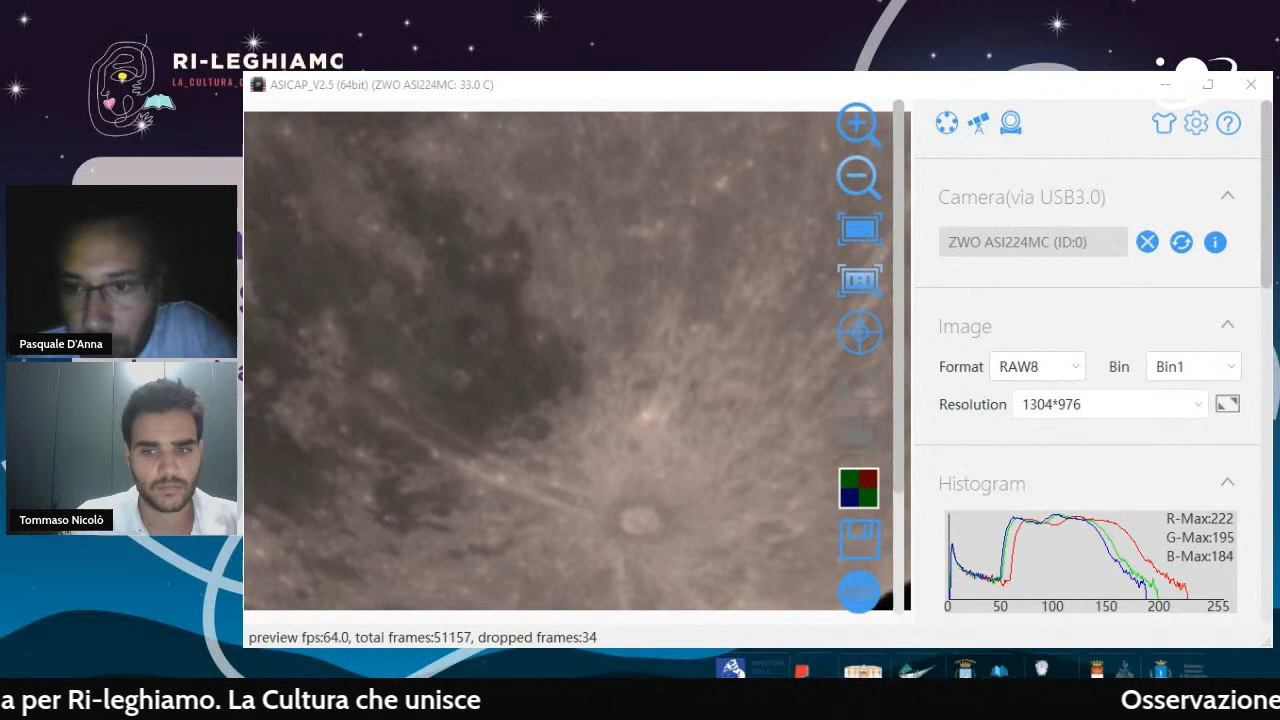 RI-LEGHIAMO
ASICAP_V2.5 (64bit) (ZWO ASI224MC: 33.0 C)
Camera(via USB3.0)
ZWO ASI224MC (ID:0)
Image
Format RAW8 Bin Bin1
Resolution 1304*976
Histogram
R-Max:222
G-Max:195
B-Max:184
0 50 100 150 200 255
Pasquale D'Anna
Tommaso Nicolò
preview fps:64.0, total frames:51157, dropped frames:34
a per Ri-leghiamo. La Cultura che unisce
Osservazione